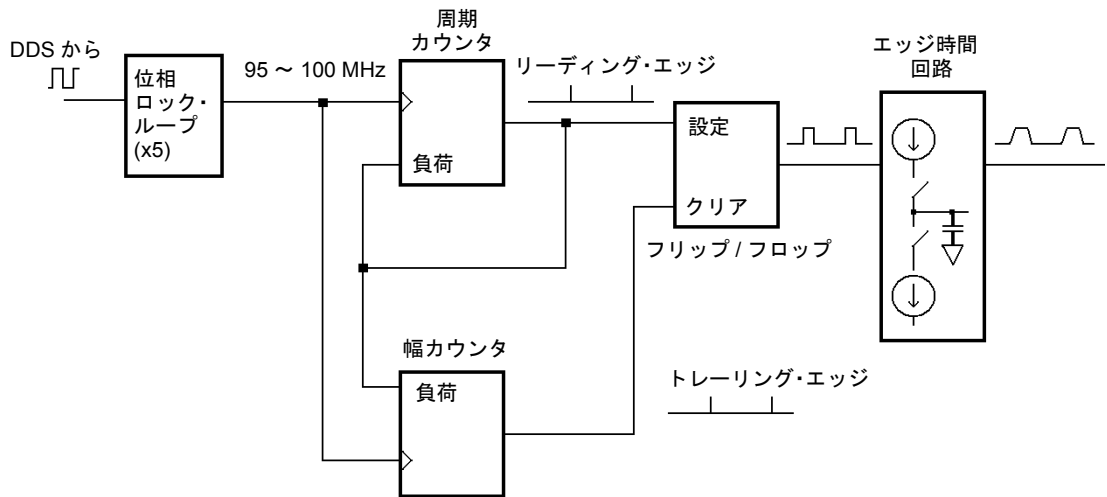 DDS から
位相
ロック・
ループ
(x5)
95 ～ 100 MHz
周期
カウンタ
負荷
リーディング・エッジ
設定
クリア
フリップ / フロップ
エッジ時間
回路
幅カウンタ
負荷
トレーリング・エッジ